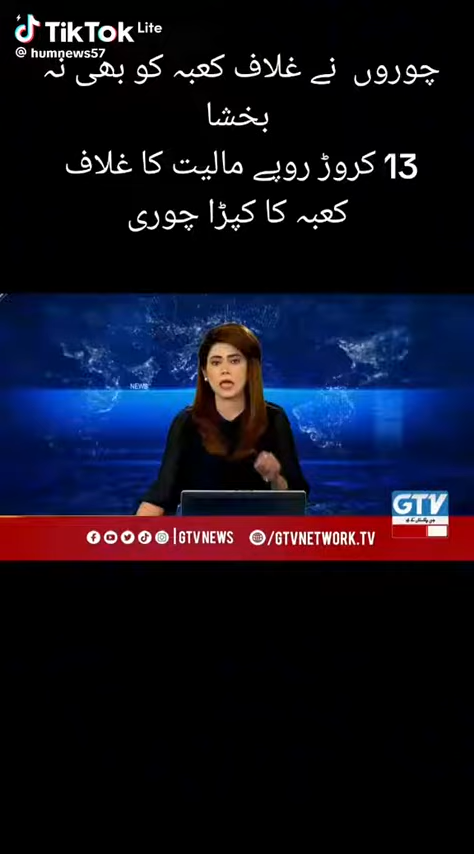 TikTok Lite
@humnews57
چوروں نے غلاف کعبہ کو بھی نہ
بخشا
13 کروڑ روپے مالیت کا غلاف
کعبہ کا کپڑا چوری
NEWS
GTV
|GTVNEWS /GTVNETWORK.TV